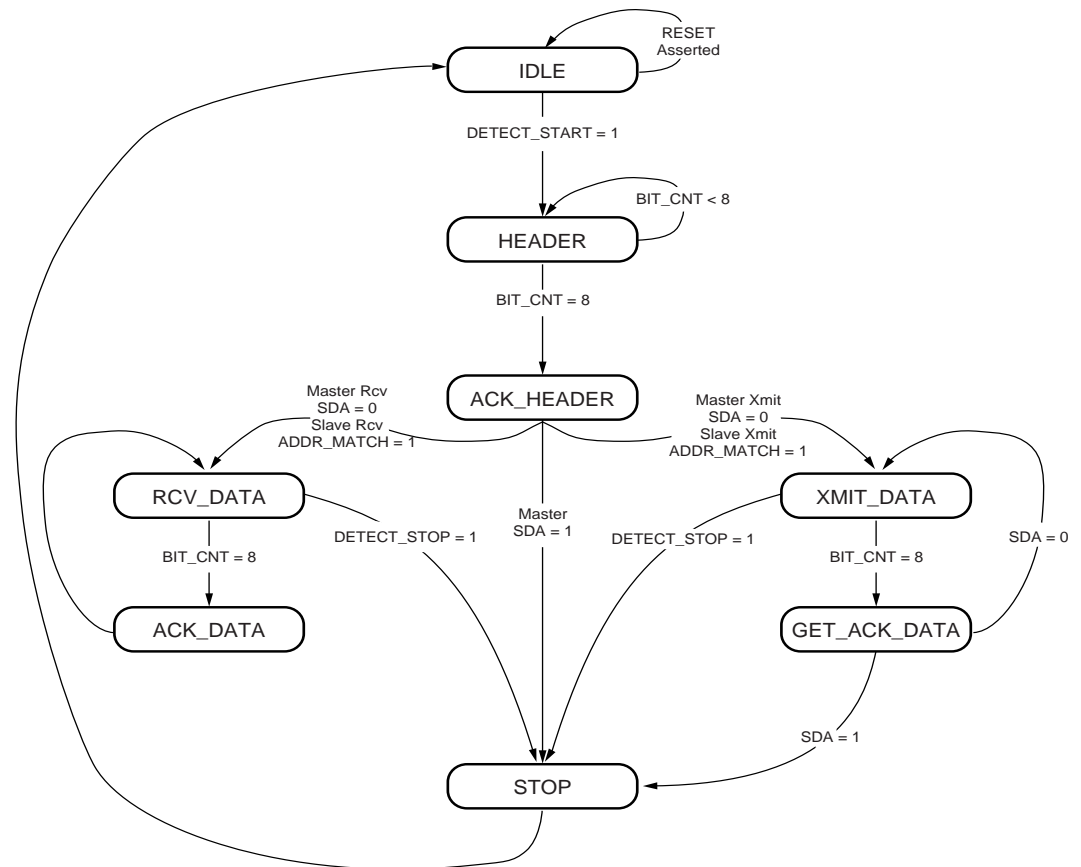 RESET
Asserted
IDLE
DETECT_START = 1
BIT_CNT < 8
HEADER
BIT_CNT = 8
ACK_HEADER
Master Rcv
SDA = 0
Slave Rcv
ADDR_MATCH = 1
Master Xmit
SDA = 0
Slave Xmit
ADDR_MATCH = 1
RCV_DATA
XMIT_DATA
Master
SDA = 1
DETECT_STOP = 1
DETECT_STOP = 1
SDA = 0
BIT_CNT = 8
BIT_CNT = 8
ACK_DATA
GET_ACK_DATA
SDA = 1
STOP